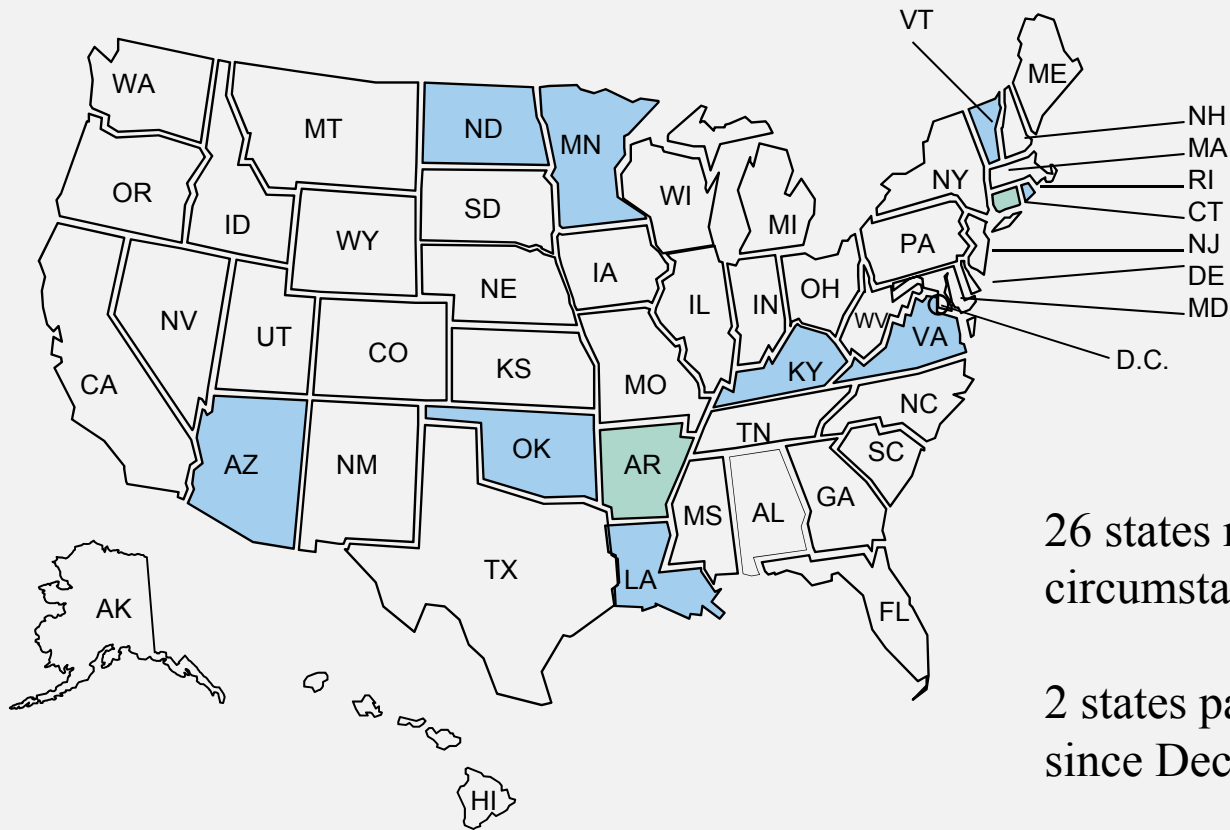 VT
WA
ME
MT
ND
MN
NH
MA
OR
NY
RI
ID
SD
WI
MI
CT
WY
PA
NJ
IA
NE
OH
DE
NV
IL
IN
MD
UT
WV
VA
CO
D.C.
CA
KS
MO
KY
NC
TN
OK
AZ
NM
AR
SC
MS
AL
GA
26 states
circumsta
TX
LA
AK
FL
2 states pa
since Dec
HI